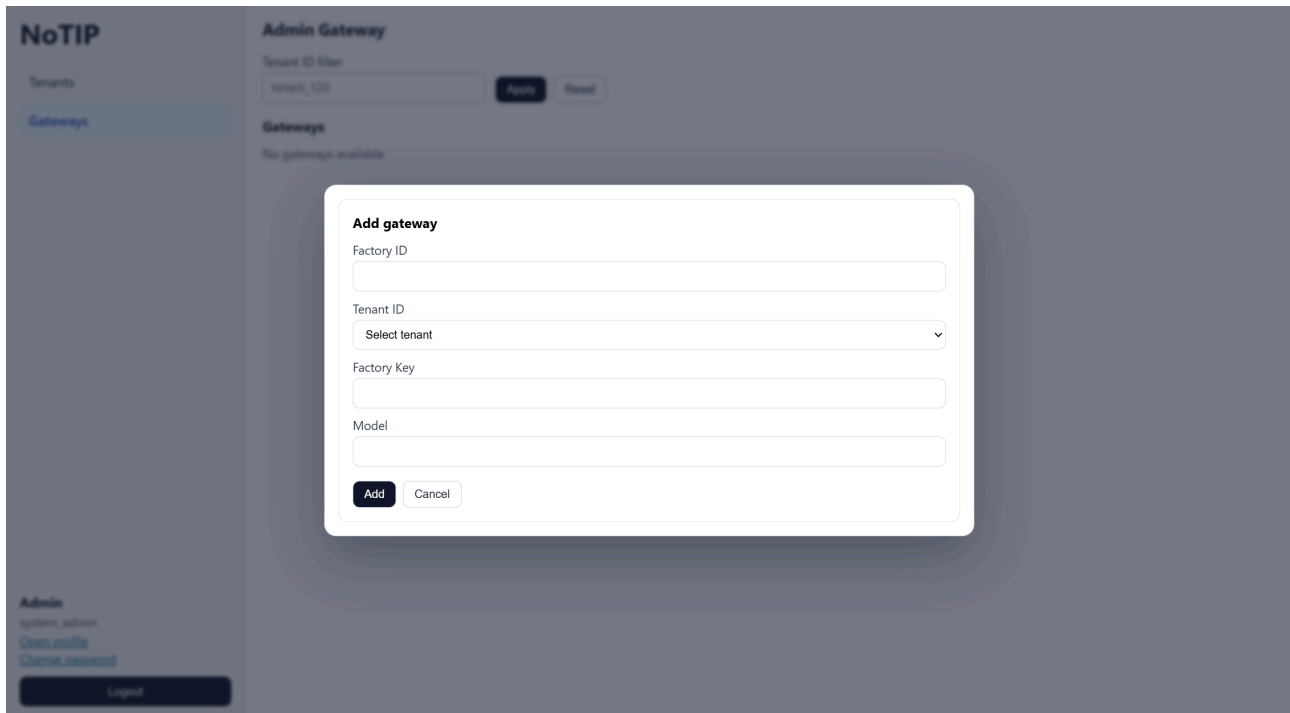 NoTIP
Tenants
Gateways
Admin Gateway
Tenant ID filter
tenant_123
Apply
Reset
Gateways
No gateways available.
Add gateway
Factory ID
Tenant ID
Select tenant
Factory Key
Model
Add
Cancel
Admin
system_admin
Open profile
Change password
Logout